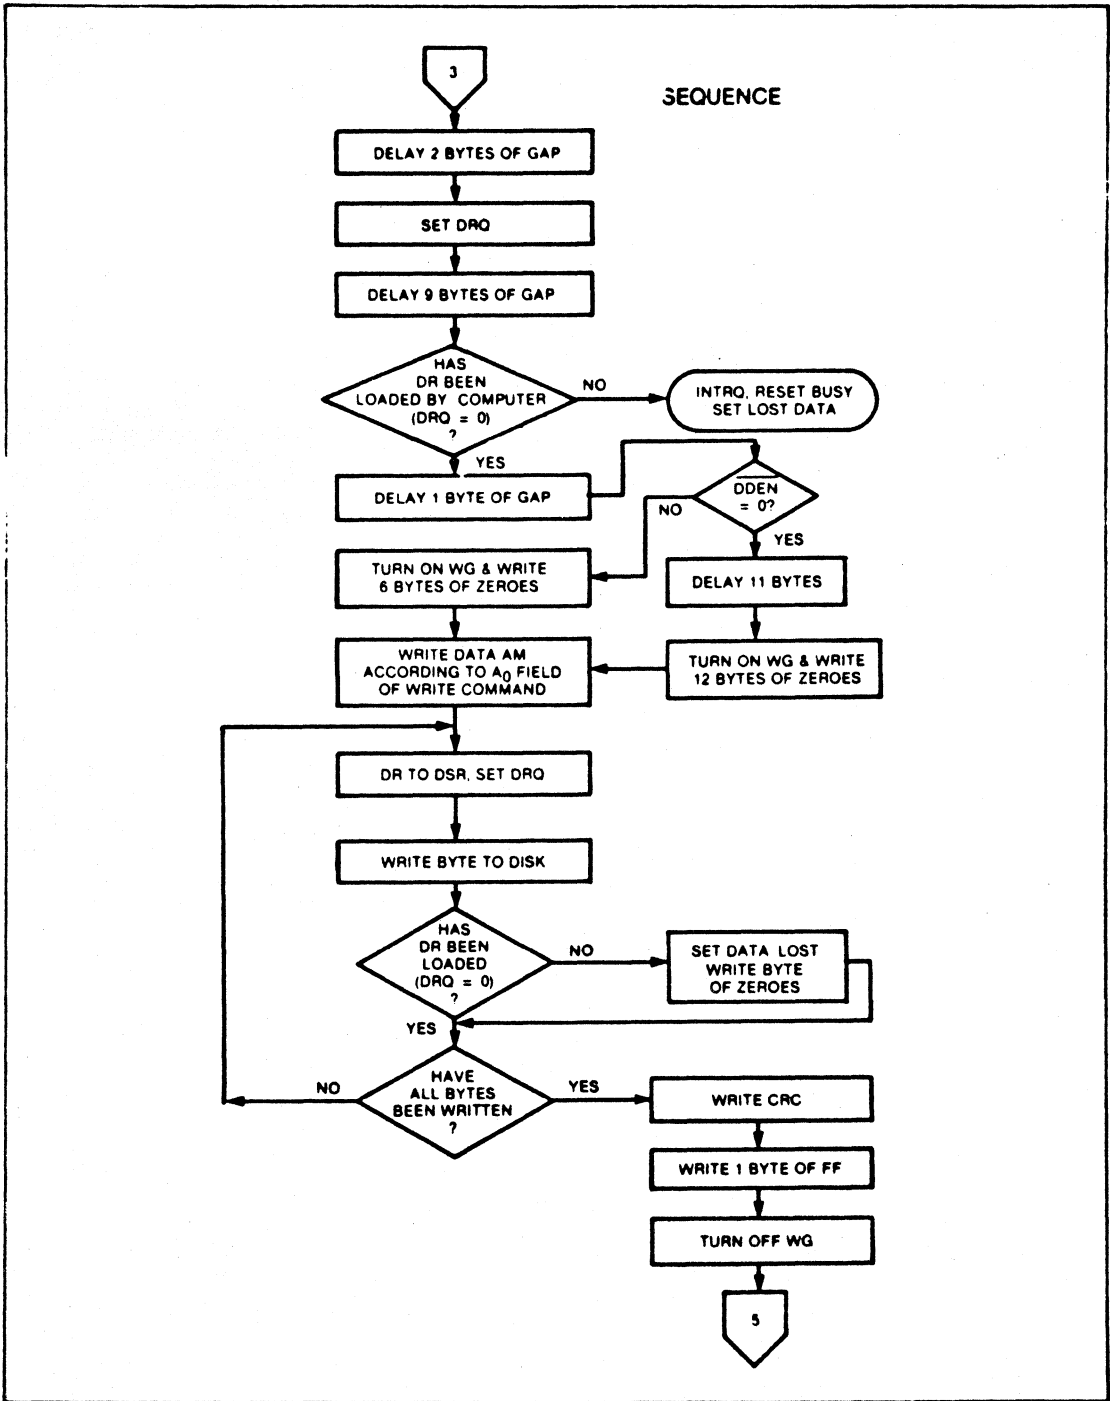 3
SEQUENCE
DELAY 2 BYTES OF GAP
SET DRQ
DELAY 9 BYTES OF GAP
HAS
DR BEEN
LOADED BY COMPUTER
(DRQ = 0)
?
NO
INTRQ, RESET BUSY
SET LOST DATA
YES
DELAY 1 BYTE OF GAP
DDEN
= 0?
NO
YES
TURN ON WG & WRITE
6 BYTES OF ZEROES
DELAY 11 BYTES
WRITE DATA AM
ACCORDING TO A0 FIELD
OF WRITE COMMAND
TURN ON WG & WRITE
12 BYTES OF ZEROES
DR TO DSR, SET DRQ
WRITE BYTE TO DISK
HAS
DR BEEN
LOADED
(DRQ = 0)
?
NO
SET DATA LOST
WRITE BYTE
OF ZEROES
YES
HAVE
ALL BYTES
BEEN WRITTEN
?
NO
YES
WRITE CRC
WRITE 1 BYTE OF FF
TURN OFF WG
5